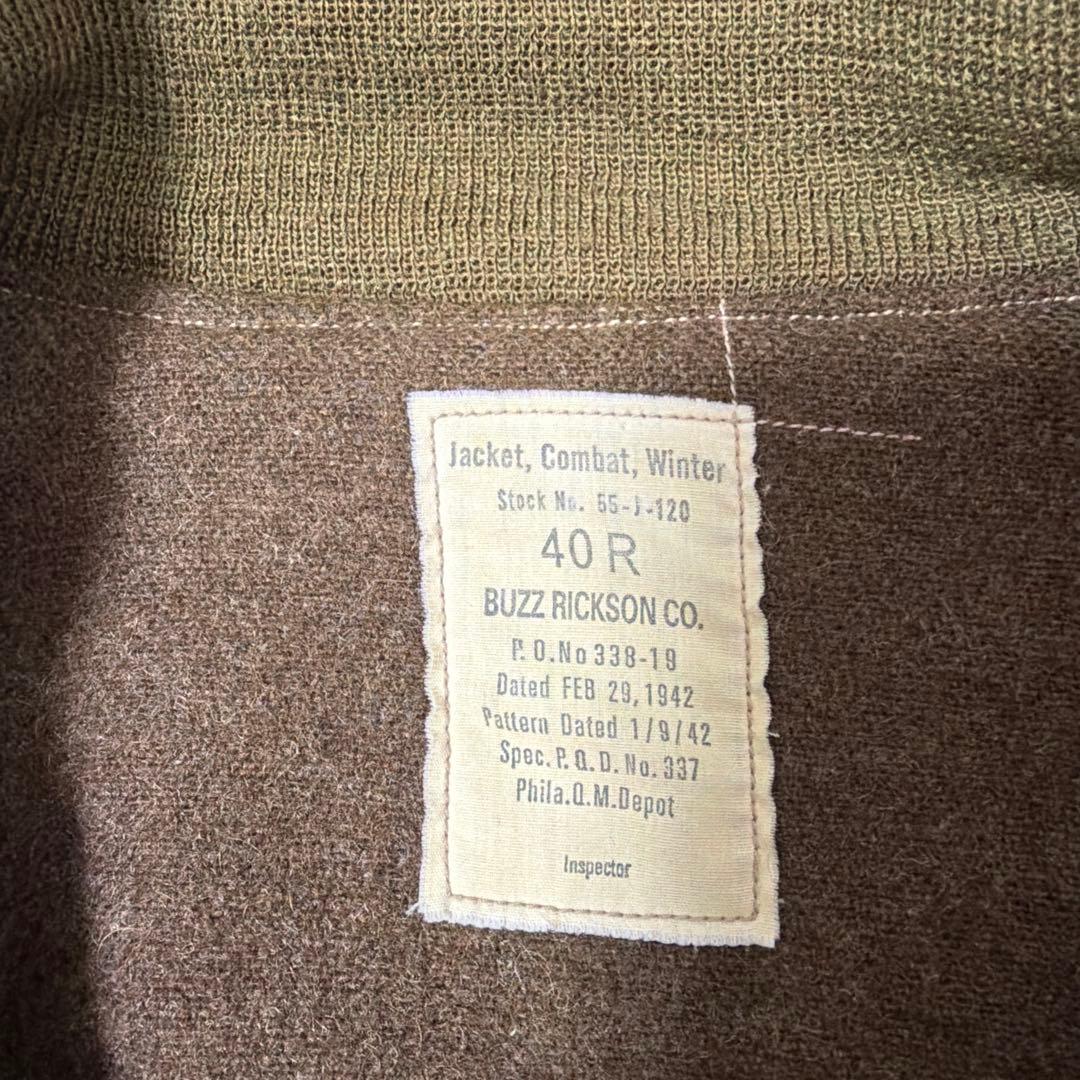 Jacket, Combat, Winter
Stock No. 55-J-120
40 R
BUZZ RICKSON CO.
P.O.No 338-19
Dated FEB 29, 1942
Pattern Dated 1/9/42
Spec. P.Q.D. No. 337
Phila.Q.M.Depot
Inspector